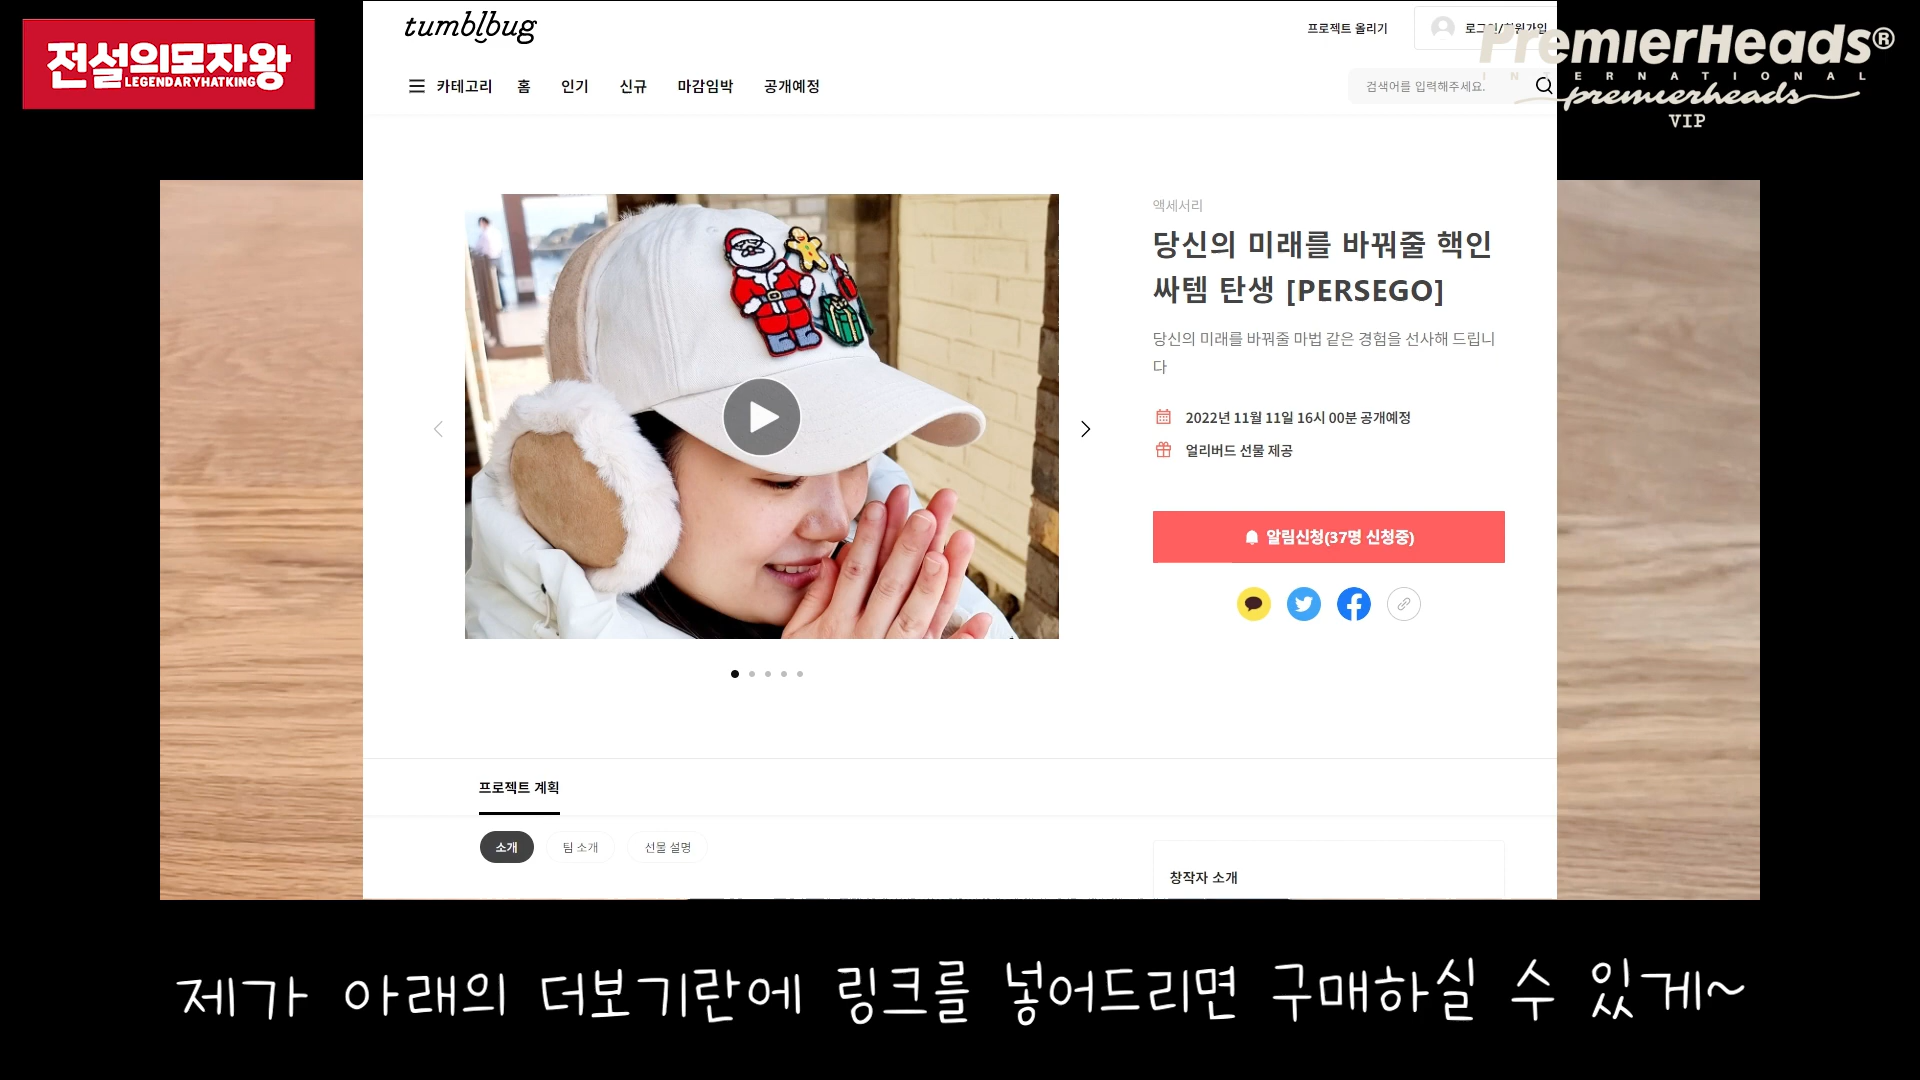 전설의모자왕
LEGENDARYHATKING
tumblbug
프로젝트 올리기
로그인/회원가입
PremierHeads®
INTERNATIONAL
premierheads
VIP
카테고리 홈 인기 신규 마감임박 공개예정
검색어를 입력해주세요.
액세서리
당신의 미래를 바꿔줄 핵인
싸템 탄생 [PERSEGO]
당신의 미래를 바꿔줄 마법 같은 경험을 선사해 드립니
다
2022년 11월 11일 16시 00분 공개예정
얼리버드 선물 제공
알림신청(37명 신청중)
프로젝트 계획
소개 팀 소개 선물 설명
창작자 소개
제가 아래의 더보기란에 링크를 넣어드리면 구매하실 수 있게~